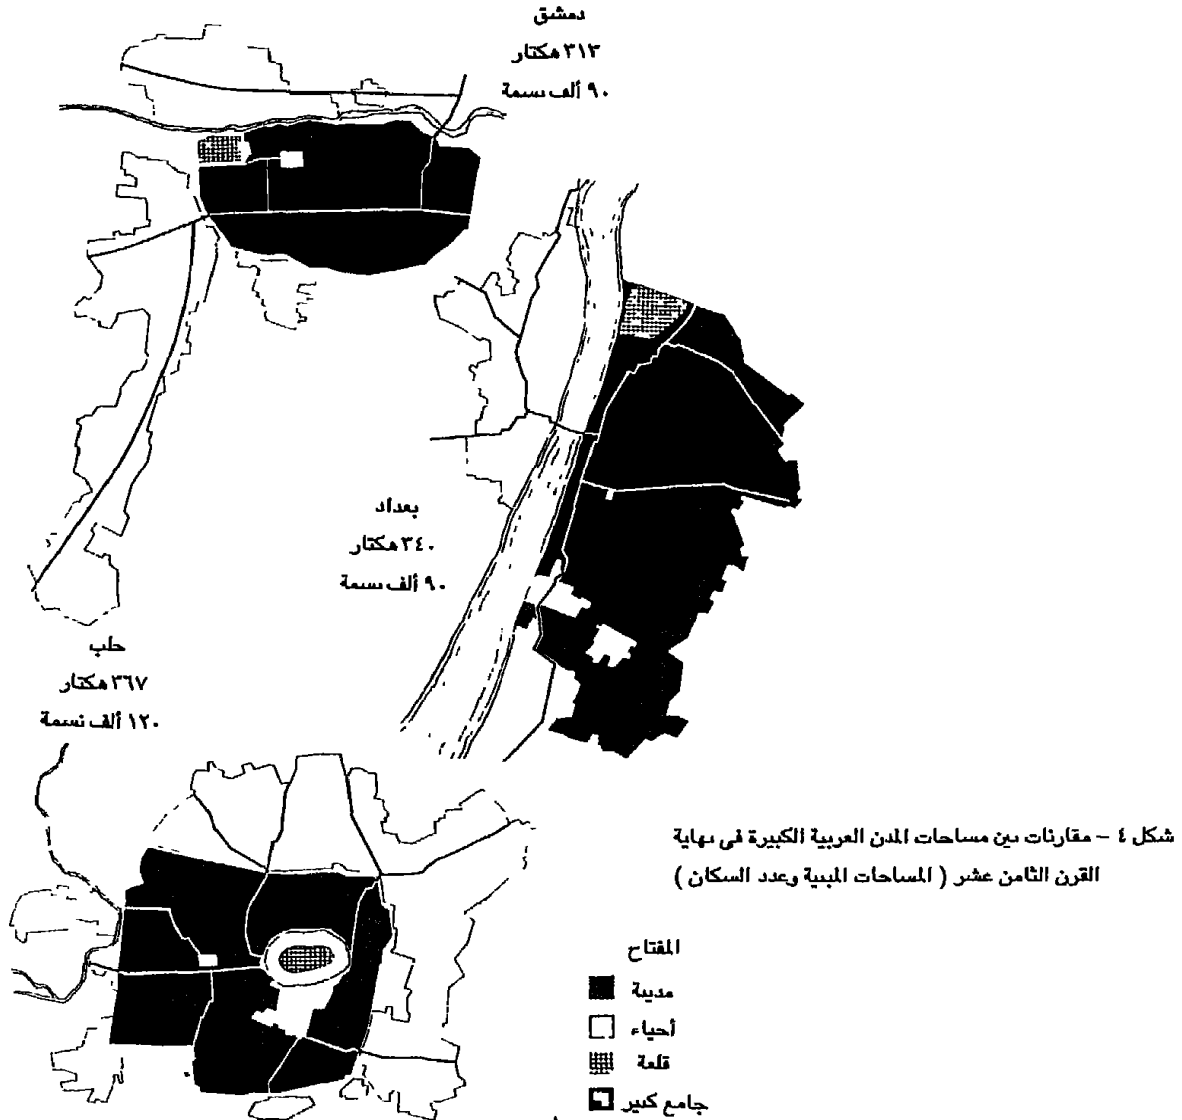 دمشق
٣١٣ هكتار
٩٠ ألف نسمة
بعداد
٣٤٠ هكتار
٩٠ ألف نسمة
حلب
٣٦٧ هكتار
١٢٠ ألف نسمة
شكل ٤ – مقارنات بين مساحات المدن العربية الكبيرة فى نهاية
القرن الثامن عشر ( المساحات المبنية وعدد السكان )
المفتاح
مدينة
أحياء
قلعة
جامع كبير